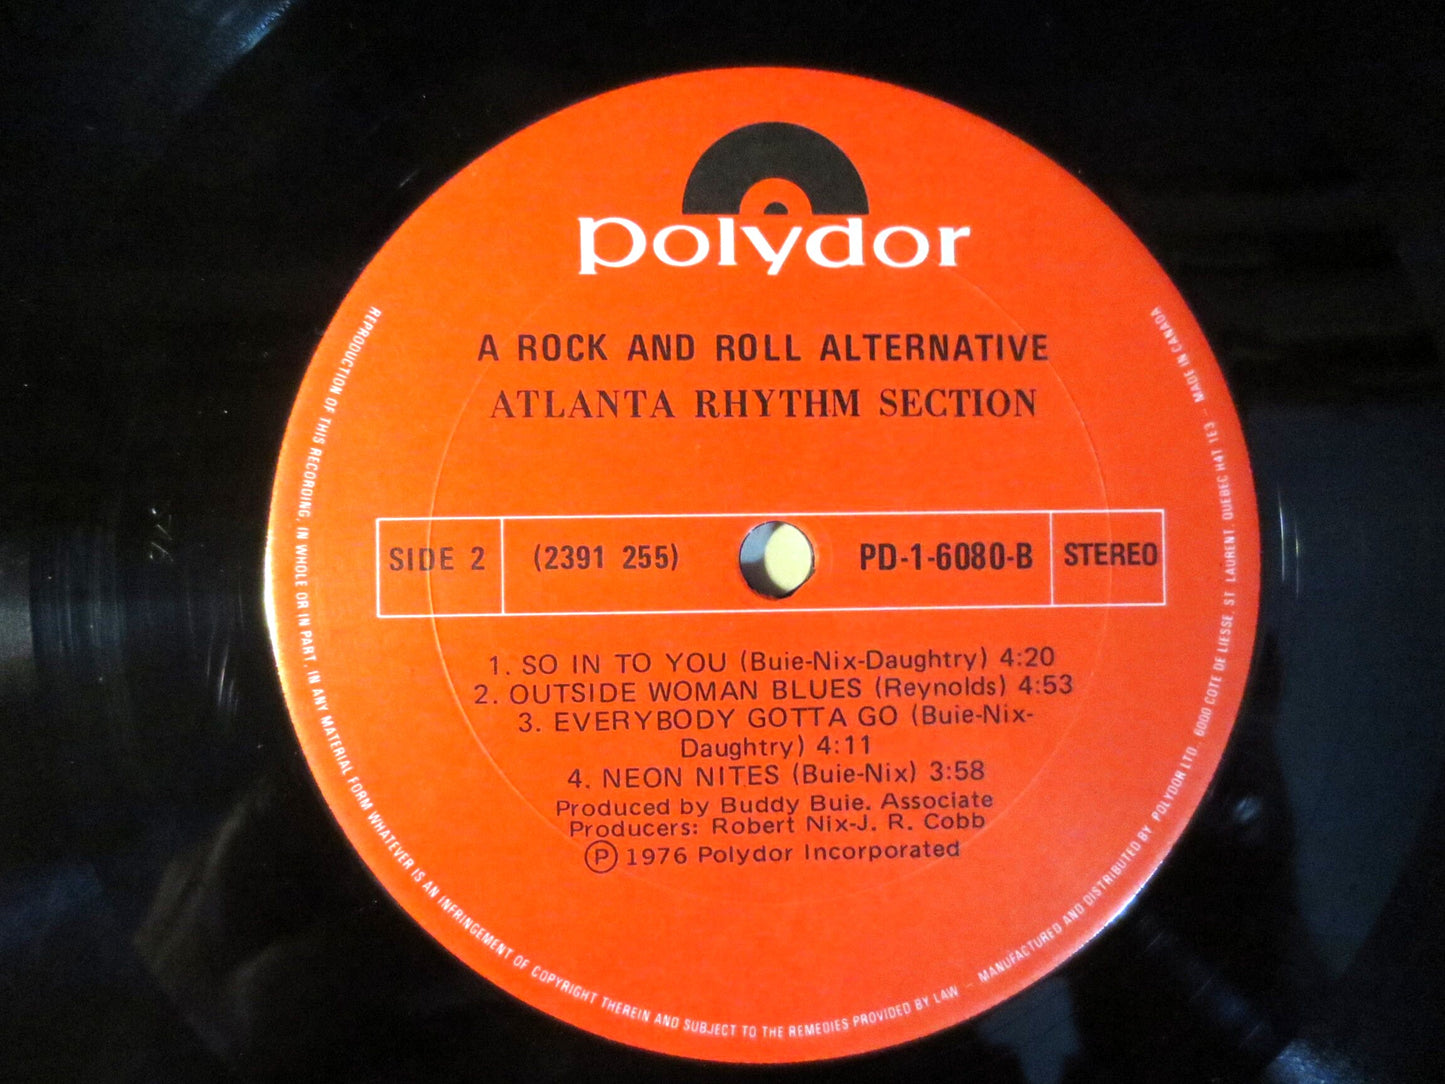 polydor
A ROCK AND ROLL ALTERNATIVE
ATLANTA RHYTHM SECTION
SIDE 2 (2391 255) PD-1-6080-B STEREO
1. SO IN TO YOU (Buie-Nix-Daughtry) 4:20
2. OUTSIDE WOMAN BLUES (Reynolds) 4:53
3. EVERYBODY GOTTA GO (Buie-Nix-
Daughtry) 4:11
4. NEON NITES (Buie-Nix) 3:58
Produced by Buddy Buie. Associate
Producers: Robert Nix-J. R. Cobb
Ⓟ 1976 Polydor Incorporated
REPRODUCTION OF THIS RECORDING, IN WHOLE OR IN PART, IN ANY MATERIAL FORM WHATEVER IS AN INFRINGEMENT OF COPYRIGHT THEREIN AND SUBJECT TO THE REMEDIES PROVIDED BY LAW – MANUFACTURED AND DISTRIBUTED BY POLYDOR LTD. 6000 COTE DE LIESSE, ST LAURENT, QUEBEC H4T 1E3 – MADE IN CANADA